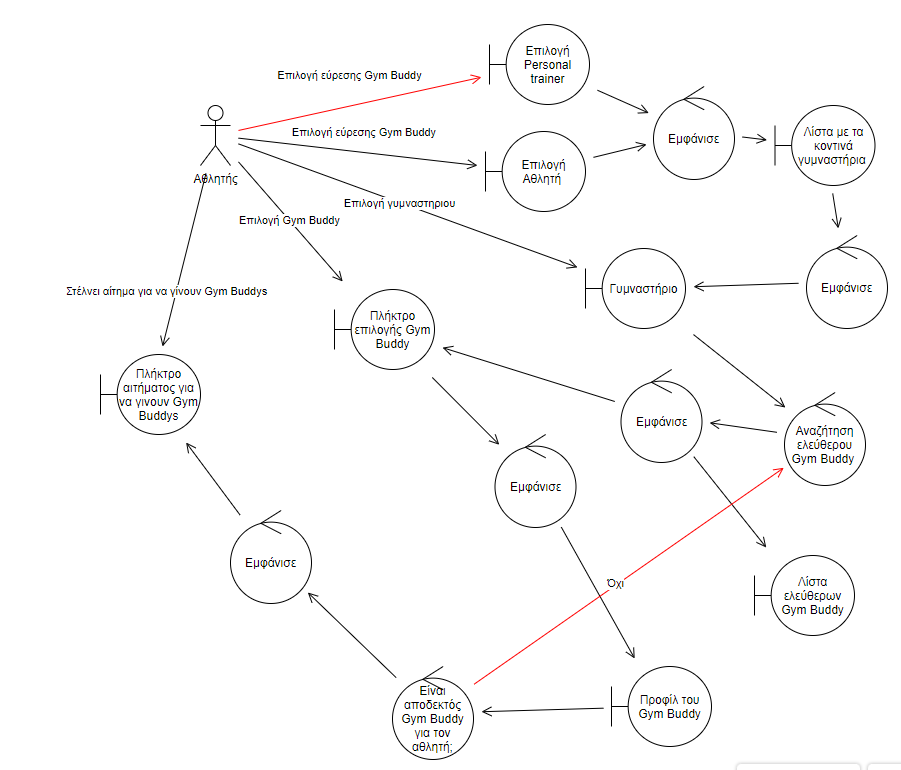 Επιλογή
Personal
trainer
Επιλογή εύρεσης Gym Buddy
Επιλογή εύρεσης Gym Buddy
Εμφάνισε
Λίστα με τα
κοντινά
γυμναστήρια
Επιλογή
Αθλητή
Αθλητής
Επιλογή γυμναστηριου
Επιλογή Gym Buddy
Στέλνει αίτημα για να γίνουν Gym Buddys
Γυμναστήριο
Εμφάνισε
Πλήκτρο
επιλογής Gym
Buddy
Πλήκτρο
αιτήματος για
να γινουν Gym
Buddys
Εμφάνισε
Αναζήτηση
ελεύθερου
Gym Buddy
Εμφάνισε
Εμφάνισε
Όχι
Λίστα
ελεύθερων
Gym Buddy
Είναι
αποδεκτός
Gym Buddy
για τον
αθλητή;
Προφίλ του
Gym Buddy